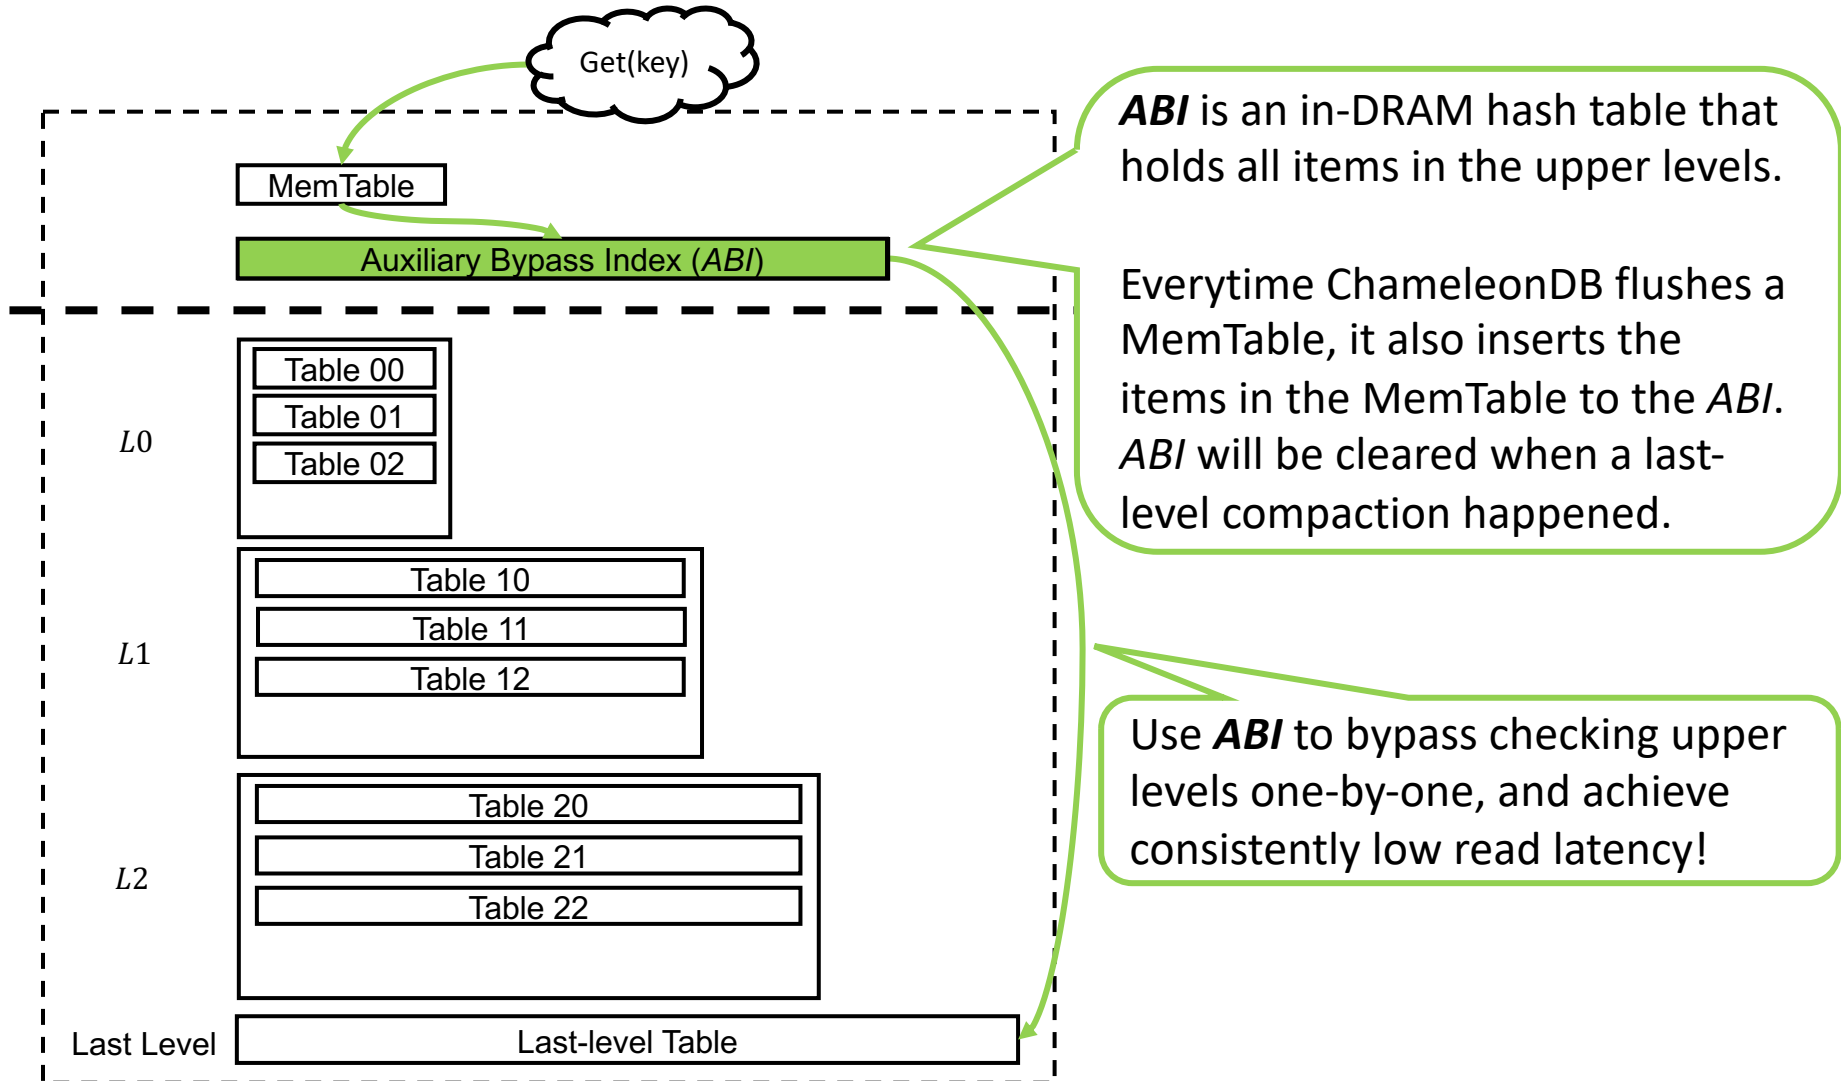 Get(key)
MemTable
Auxiliary Bypass Index (ABI)
L0
Table 00
Table 01
Table 02
L1
Table 10
Table 11
Table 12
L2
Table 20
Table 21
Table 22
Last Level
Last-level Table
ABI is an in-DRAM hash table that
holds all items in the upper levels.
Everytime ChameleonDB flushes a
MemTable, it also inserts the
items in the MemTable to the ABI.
ABI will be cleared when a last-
level compaction happened.
Use ABI to bypass checking upper
levels one-by-one, and achieve
consistently low read latency!